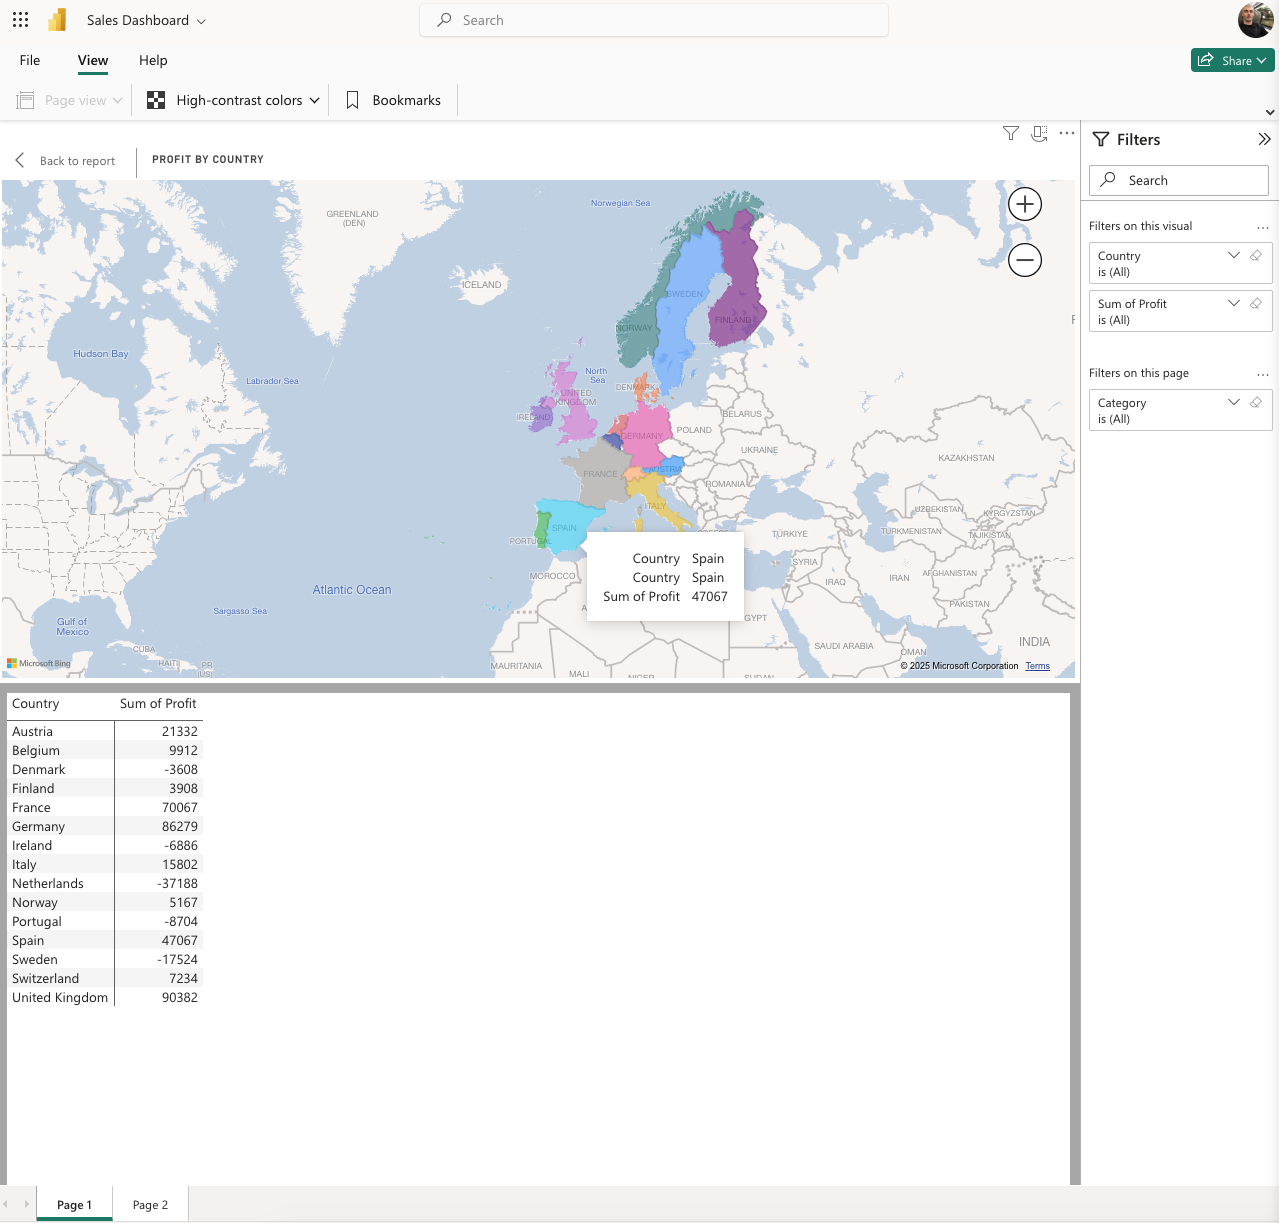 Sales Dashboard
Search
File
View
Help
Share
Page view
High-contrast colors
Bookmarks
Back to report
PROFIT BY COUNTRY
Filters
Search
Filters on this visual
Country
is (All)
Sum of Profit
is (All)
Filters on this page
Category
is (All)
GREENLAND
(DEN)
Norwegian Sea
ICELAND
SWEDEN
FINLAND
NORWAY
Hudson Bay
Labrador Sea
North
Sea
DENMARK
UNITED
KINGDOM
IRELAND
BELARUS
GERMANY
POLAND
UKRAINE
KAZAKHSTAN
FRANCE
AUSTRIA
ROMANIA
ITALY
UZBEKISTAN
KYRGYZSTAN
SPAIN
PORTUGAL
TÜRKIYE
TURKMENISTAN
TAJIKISTAN
Country Spain
Country Spain
Sum of Profit 47067
SYRIA
MOROCCO
IRAQ
IRAN
AFGHANISTAN
Atlantic Ocean
Sargasso Sea
PAKISTAN
Gulf of
Mexico
EGYPT
INDIA
CUBA
SAUDI ARABIA
OMAN
HAITI
PR
(US)
MAURITANIA
MALI
NIGER
SUDAN
Microsoft Bing
© 2025 Microsoft Corporation Terms
Country Sum of Profit
Austria 21332
Belgium 9912
Denmark -3608
Finland 3908
France 70067
Germany 86279
Ireland -6886
Italy 15802
Netherlands -37188
Norway 5167
Portugal -8704
Spain 47067
Sweden -17524
Switzerland 7234
United Kingdom 90382
Page 1
Page 2